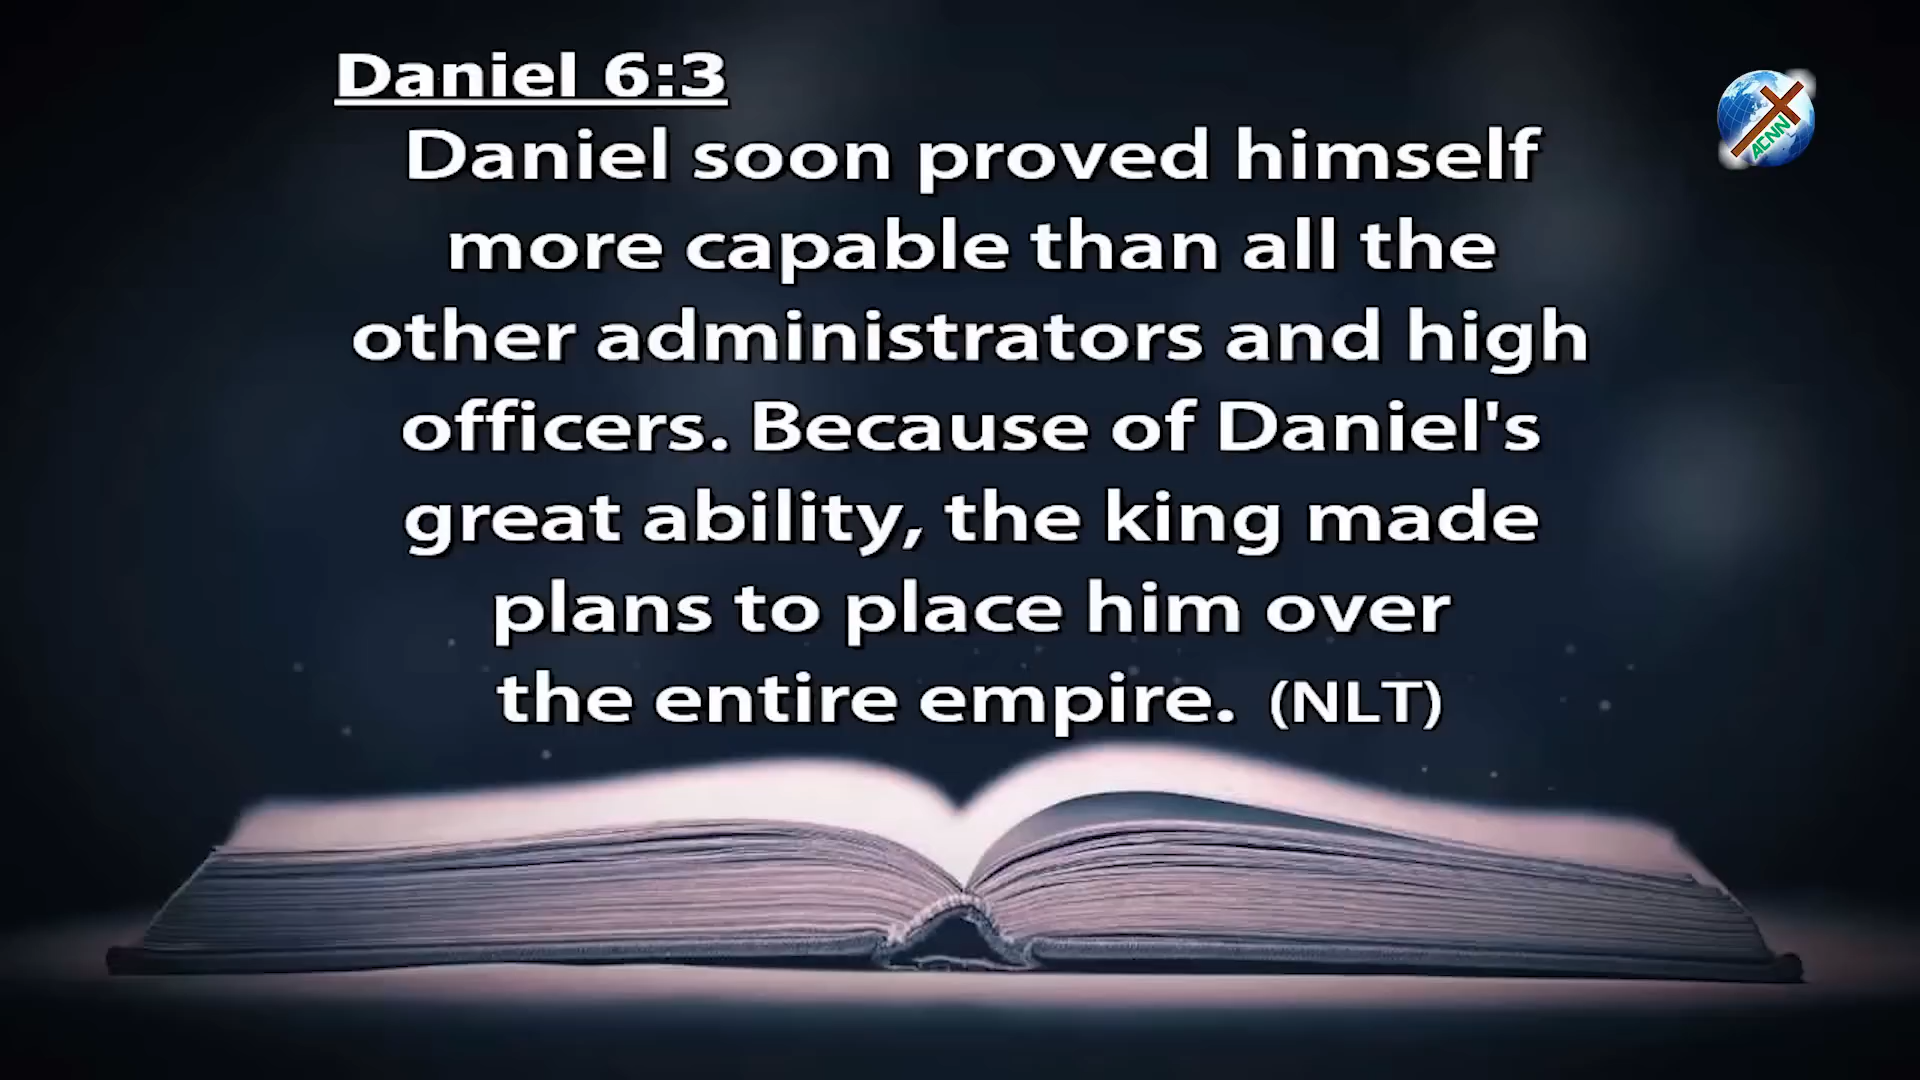 Daniel 6:3
Daniel soon proved himself
more capable than all the
other administrators and high
officers. Because of Daniel's
great ability, the king made
plans to place him over
the entire empire. (NLT)
ACNN